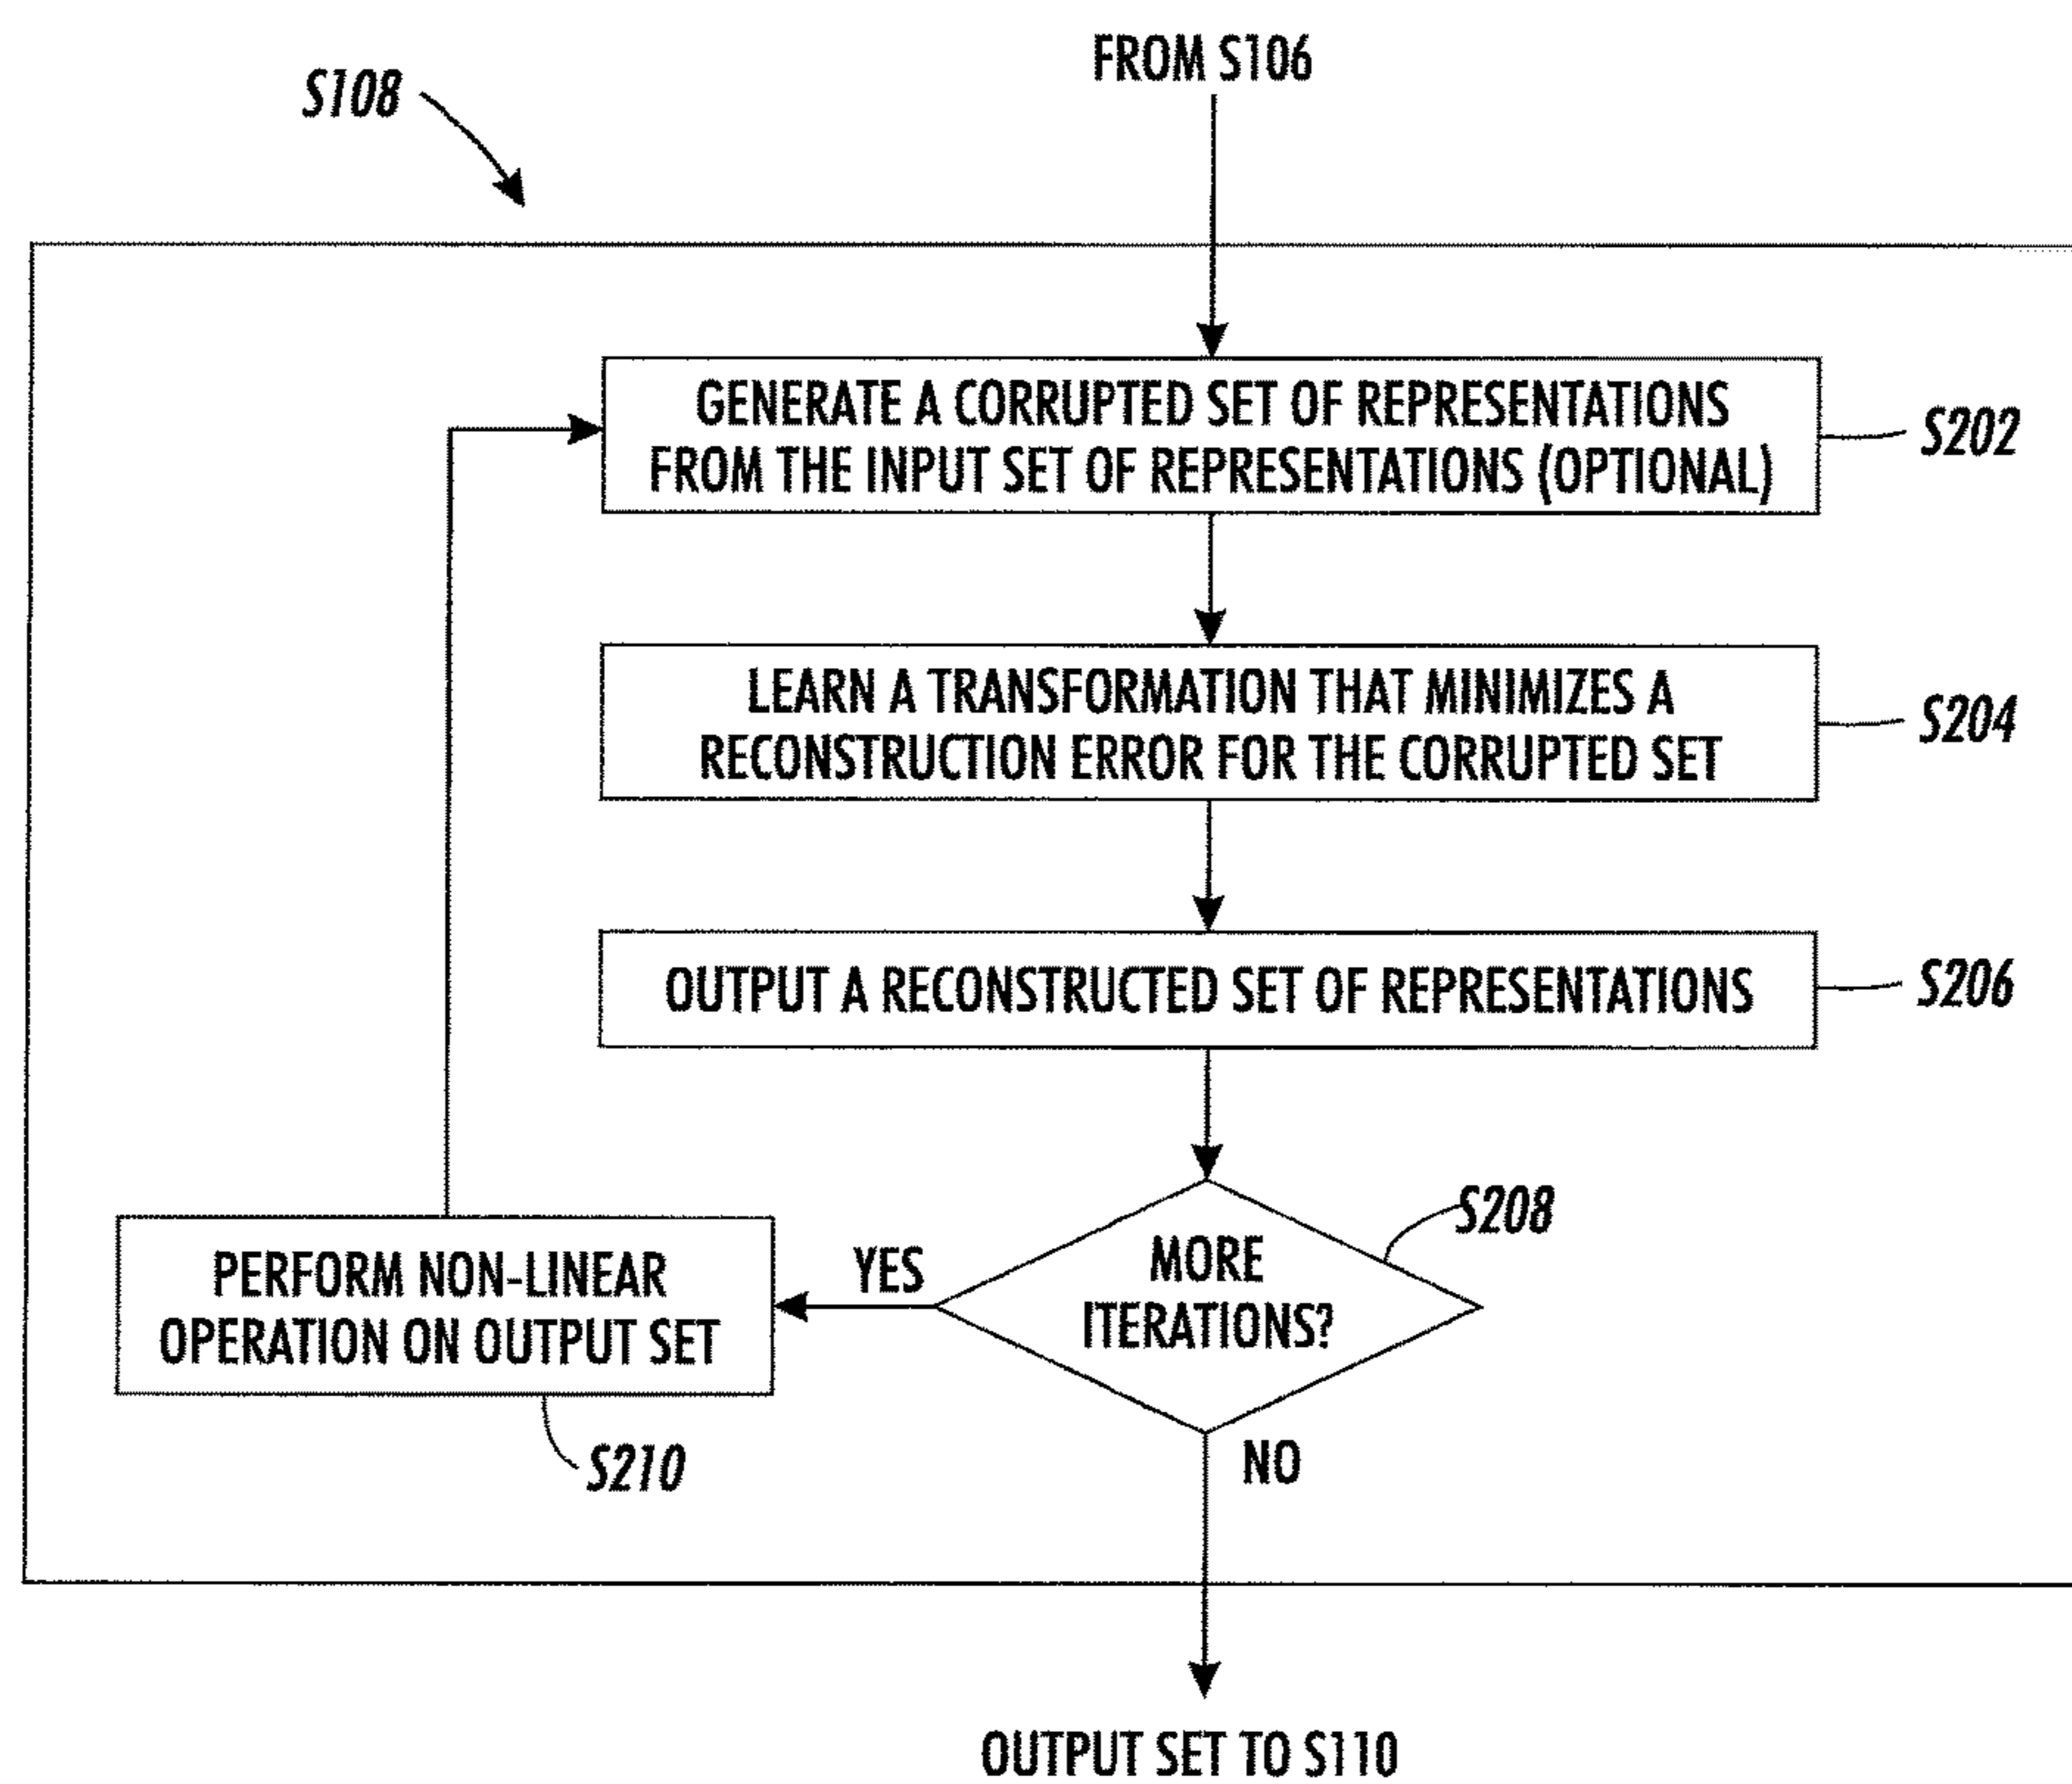 FROM S106
S108
GENERATE A CORRUPTED SET OF REPRESENTATIONS
FROM THE INPUT SET OF REPRESENTATIONS (OPTIONAL)
S202
LEARN A TRANSFORMATION THAT MINIMIZES A
RECONSTRUCTION ERROR FOR THE CORRUPTED SET
S204
OUTPUT A RECONSTRUCTED SET OF REPRESENTATIONS
S206
MORE
ITERATIONS?
S208
YES
PERFORM NON-LINEAR
OPERATION ON OUTPUT SET
S210
NO
OUTPUT SET TO S110